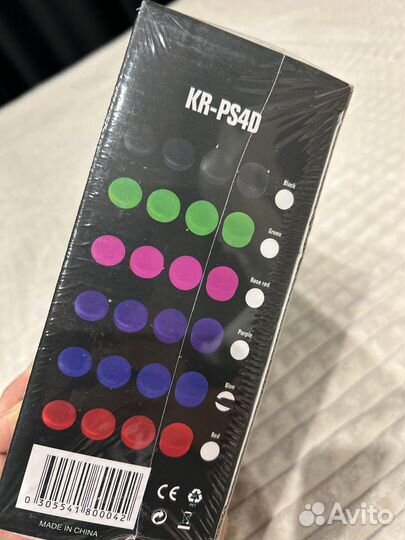 KR-PS4D
Black
Green
Rose red
Purple
Blue
Red
0 305541 800042
CE
MADE IN CHINA
Avito